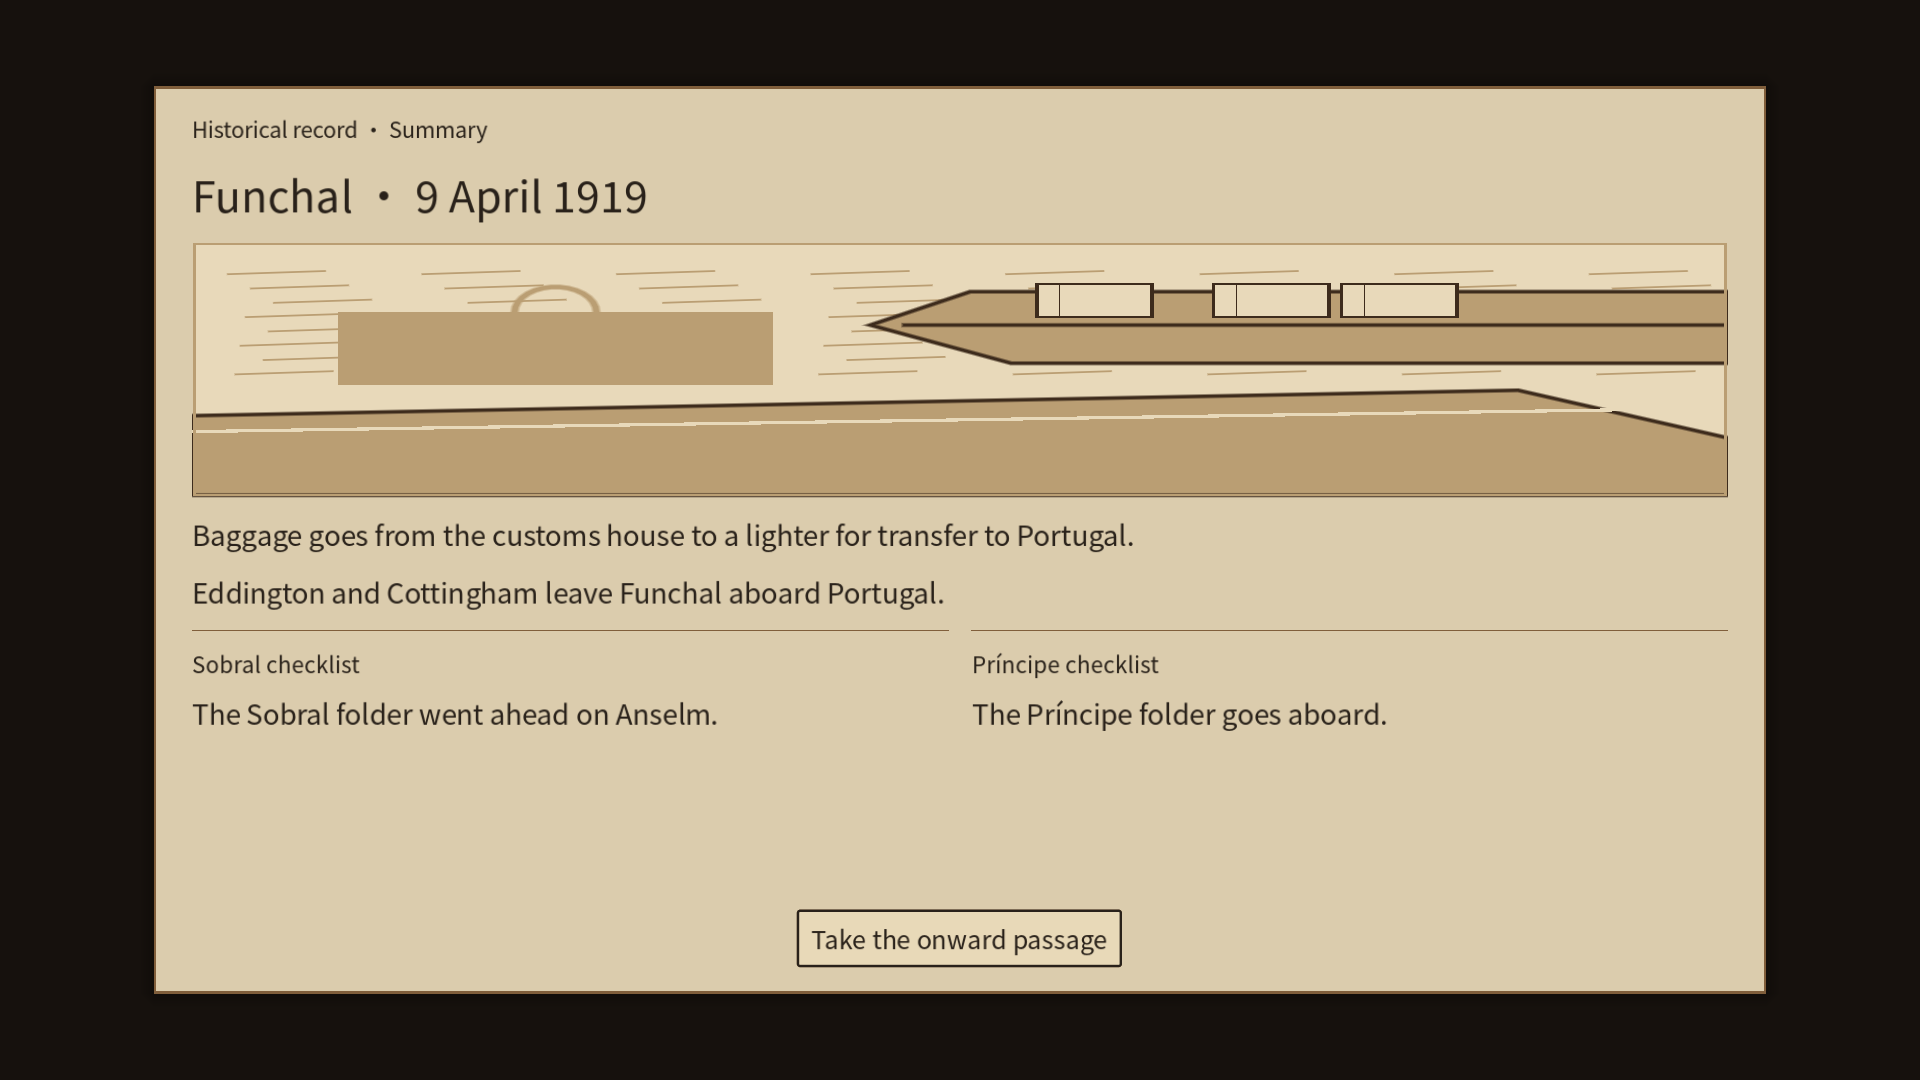 Historical record • Summary
Funchal • 9 April 1919
Baggage goes from the customs house to a lighter for transfer to Portugal.
Eddington and Cottingham leave Funchal aboard Portugal.
Sobral checklist
The Sobral folder went ahead on Anselm.
Príncipe checklist
The Príncipe folder goes aboard.
Take the onward passage